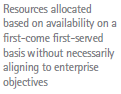 Resources allocated
based on availability on a
first-come first-served
basis without necessarily
aligning to enterprise
objectives